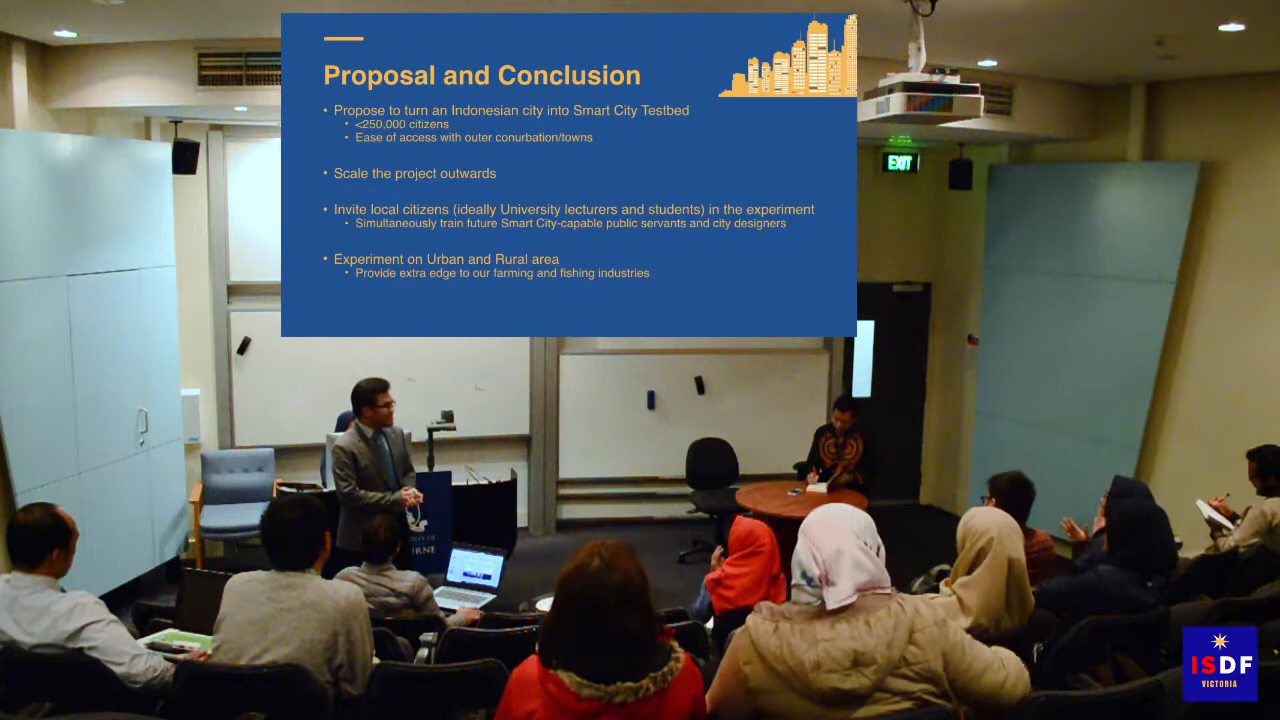 Proposal and Conclusion
• Propose to turn an Indonesian city into Smart City Testbed
• <250,000 citizens
• Ease of access with outer conurbation/towns
• Scale the project outwards
• Invite local citizens (ideally University lecturers and students) in the experiment
• Simultaneously train future Smart City-capable public servants and city designers
• Experiment on Urban and Rural area
• Provide extra edge to our farming and fishing industries
EXIT
ISDF
VICTORIA